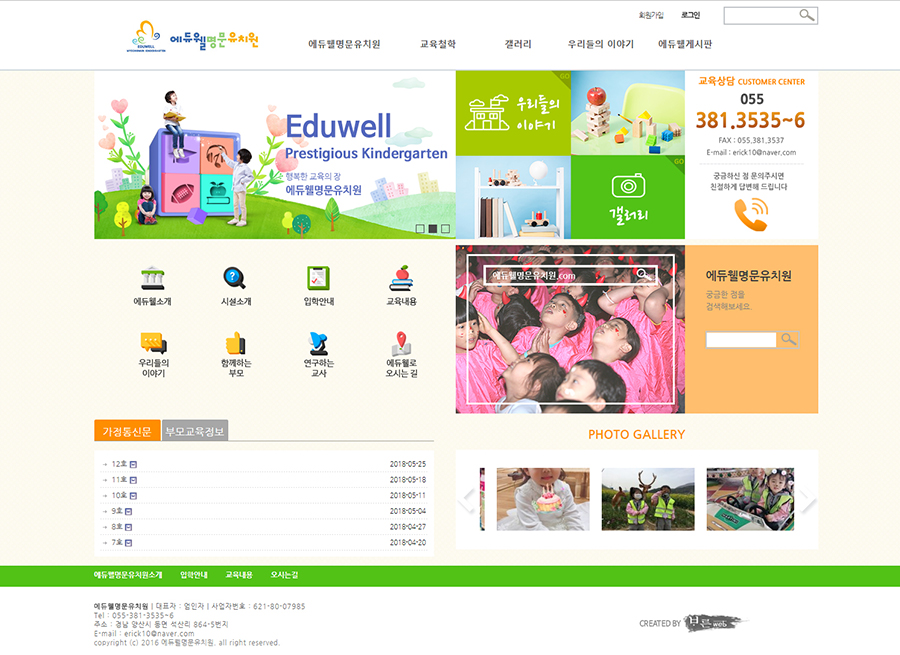 회원가입 로그인
EDUWELL
에듀웰명문유치원
에듀웰명문유치원 교육철학 갤러리 우리들의 이야기 에듀웰게시판
Eduwell
Prestigious Kindergarten
행복한 교육의 장
에듀웰명문유치원
GO
우리들의
이야기
GO
갤러리
교육상담 CUSTOMER CENTER
055
381.3535~6
FAX : 055.381.3537
E-mail : erick10@naver.com
궁금하신 점 문의주시면
친절하게 답변해 드립니다
에듀웰소개 시설소개 입학안내 교육내용
우리들의
이야기
함께하는
부모
연구하는
교사
에듀웰로
오시는 길
에듀웰명문유치원.com
에듀웰명문유치원
궁금한 점을
검색해보세요.
가정통신문 부모교육정보
12호 2018-05-25
11호 2018-05-18
10호 2018-05-11
9호 2018-05-04
8호 2018-04-27
7호 2018-04-20
PHOTO GALLERY
에듀웰명문유치원소개 입학안내 교육내용 오시는길
에듀웰명문유치원 | 대표자 : 엄인자 | 사업자번호 : 621-80-07985
Tel : 055-381-3535~6
주소 : 경남 양산시 동면 석산리 864-5번지
E-mail : erick10@naver.com
copyright (c) 2016 에듀웰명문유치원. all right reserved.
CREATED BY 바른web